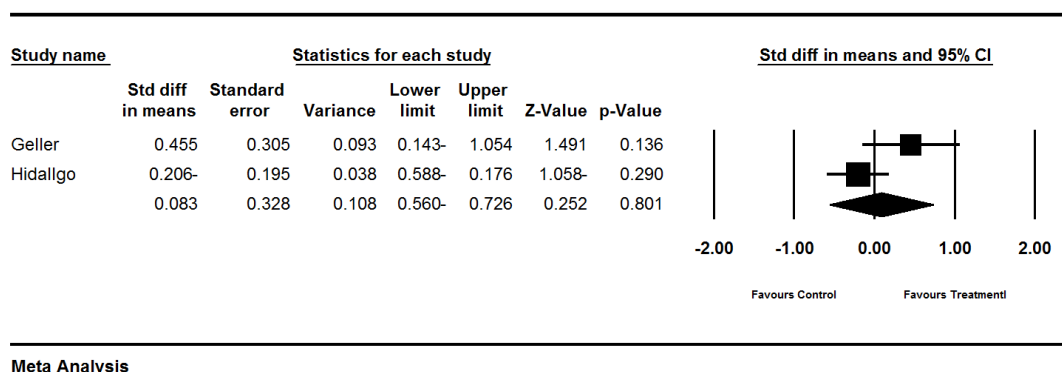 Study name Statistics for each study Std diff in means and 95% CI
Std diff Standard Lower Upper
in means error Variance limit limit Z-Value p-Value
Geller 0.455 0.305 0.093 0.143- 1.054 1.491 0.136
Hidallgo 0.206- 0.195 0.038 0.588- 0.176 1.058- 0.290
0.083 0.328 0.108 0.560- 0.726 0.252 0.801
-2.00 -1.00 0.00 1.00 2.00
Favours Control Favours Treatmentl
Meta Analysis